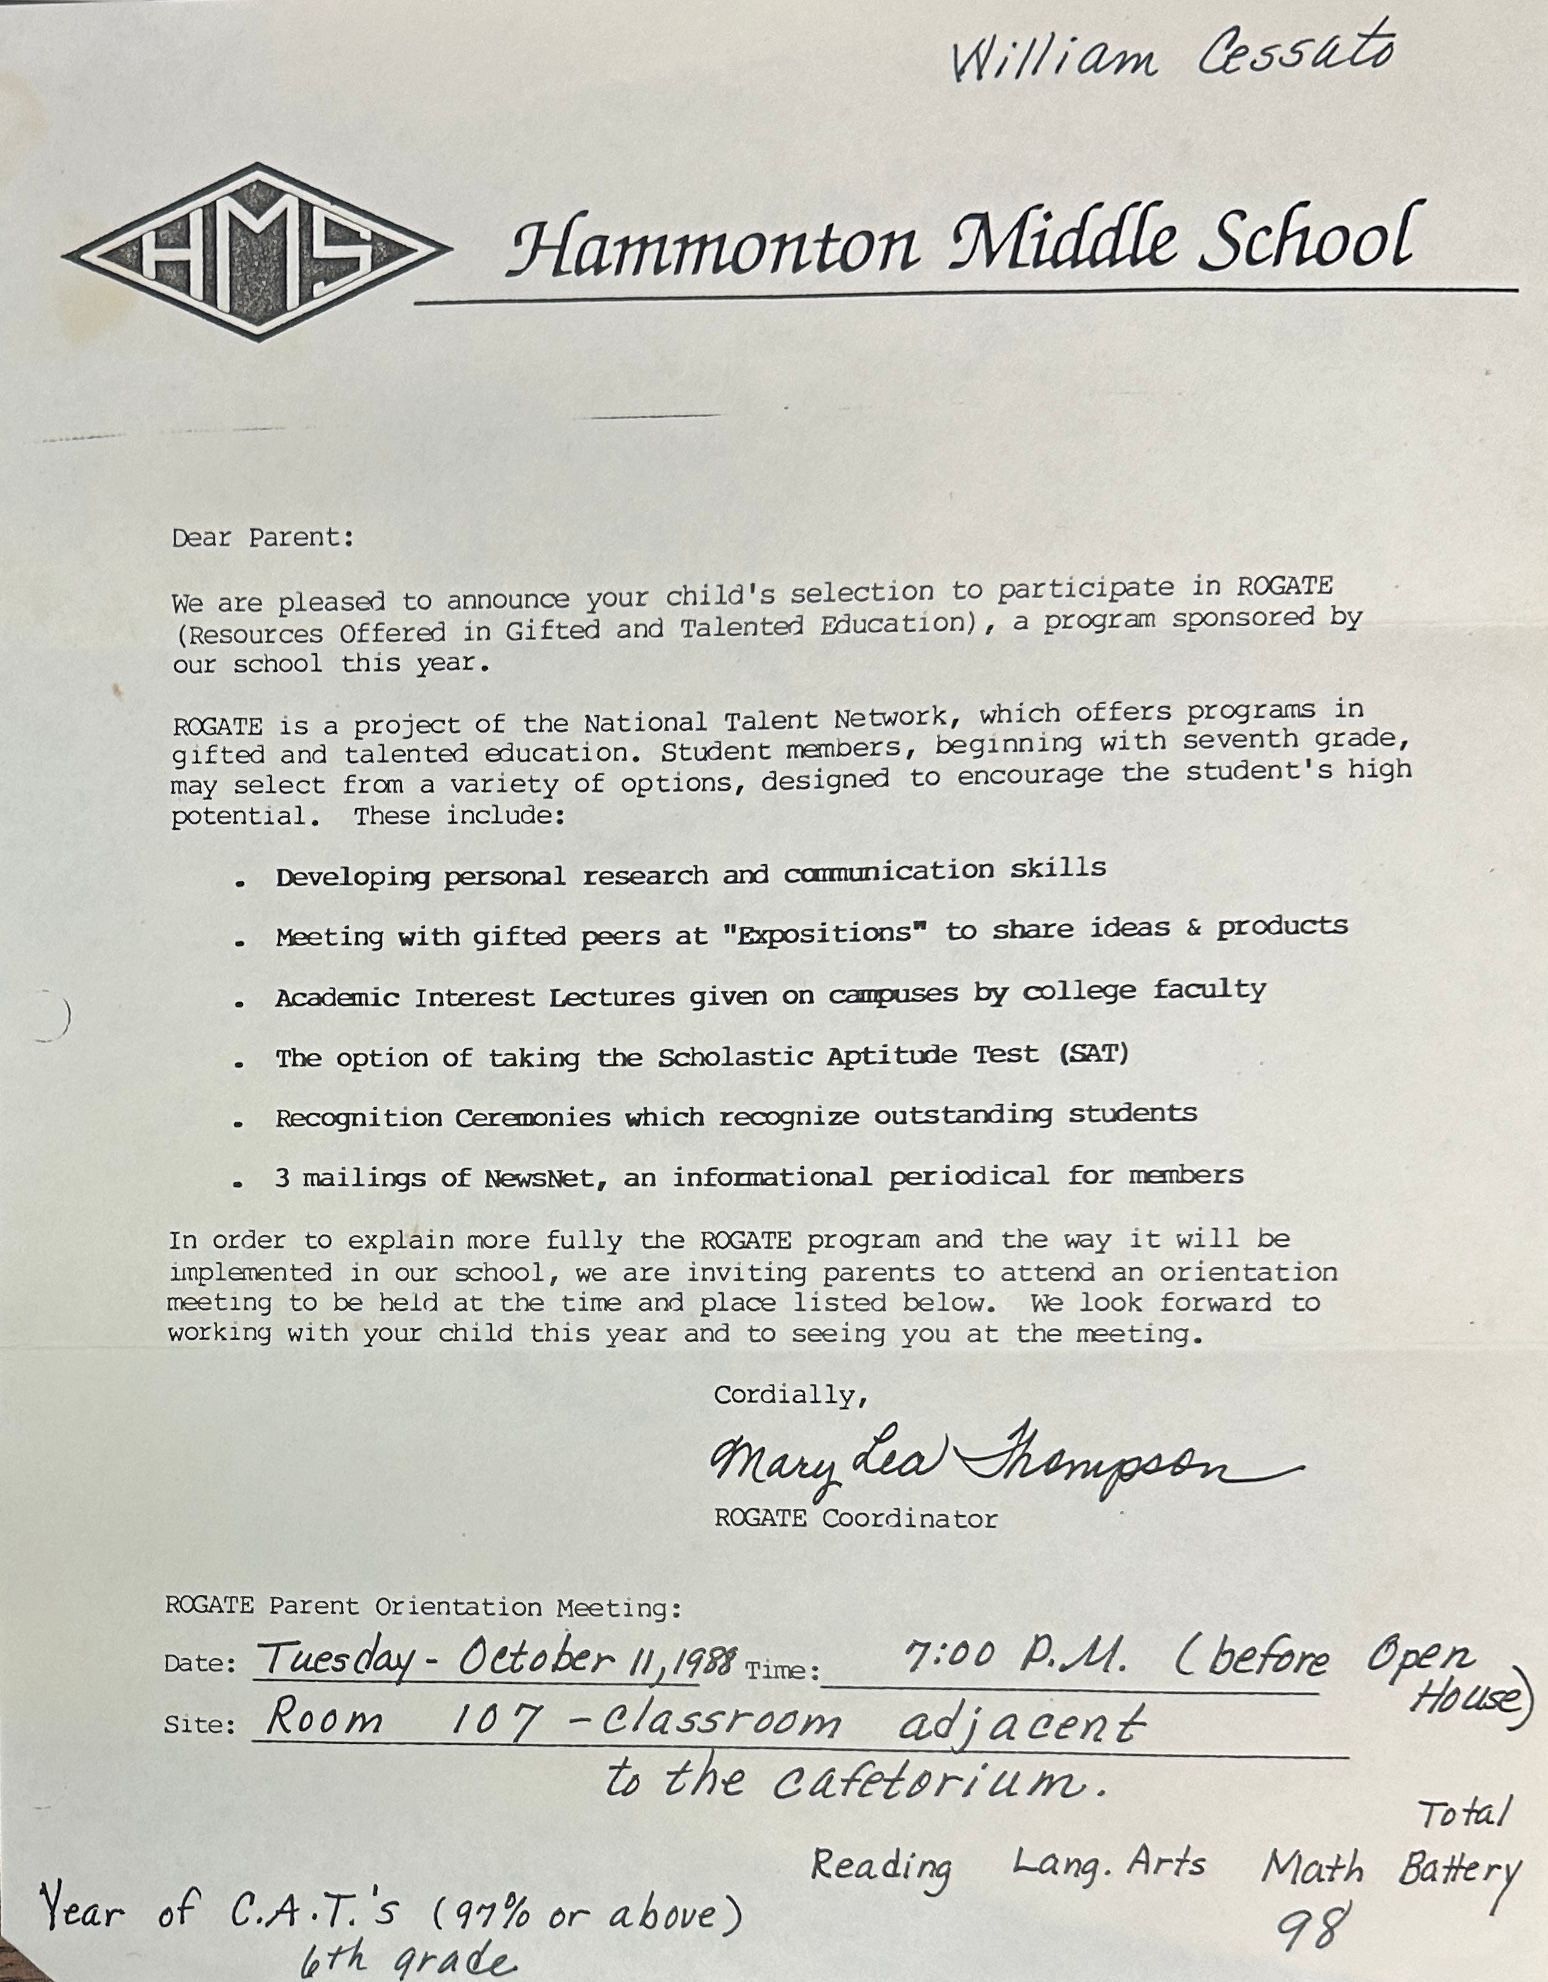 William Cessato
HMS
Hammonton Middle School
Dear Parent:
We are pleased to announce your child's selection to participate in ROGATE
(Resources Offered in Gifted and Talented Education), a program sponsored by
our school this year.
ROGATE is a project of the National Talent Network, which offers programs in
gifted and talented education. Student members, beginning with seventh grade,
may select from a variety of options, designed to encourage the student's high
potential. These include:
. Developing personal research and communication skills
. Meeting with gifted peers at "Expositions" to share ideas & products
. Academic Interest Lectures given on campuses by college faculty
. The option of taking the Scholastic Aptitude Test (SAT)
. Recognition Ceremonies which recognize outstanding students
. 3 mailings of NewsNet, an informational periodical for members
In order to explain more fully the ROGATE program and the way it will be
implemented in our school, we are inviting parents to attend an orientation
meeting to be held at the time and place listed below. We look forward to
working with your child this year and to seeing you at the meeting.
Cordially,
Mary Lea Thompson
ROGATE Coordinator
ROGATE Parent Orientation Meeting:
Date: Tuesday - October 11, 1988 Time: 7:00 P.M. (before Open
House)
Site: Room 107 - classroom adjacent
to the cafetorium.
Total
Reading Lang. Arts Math Battery
Year of C.A.T.'s (97% or above)
98
6th grade